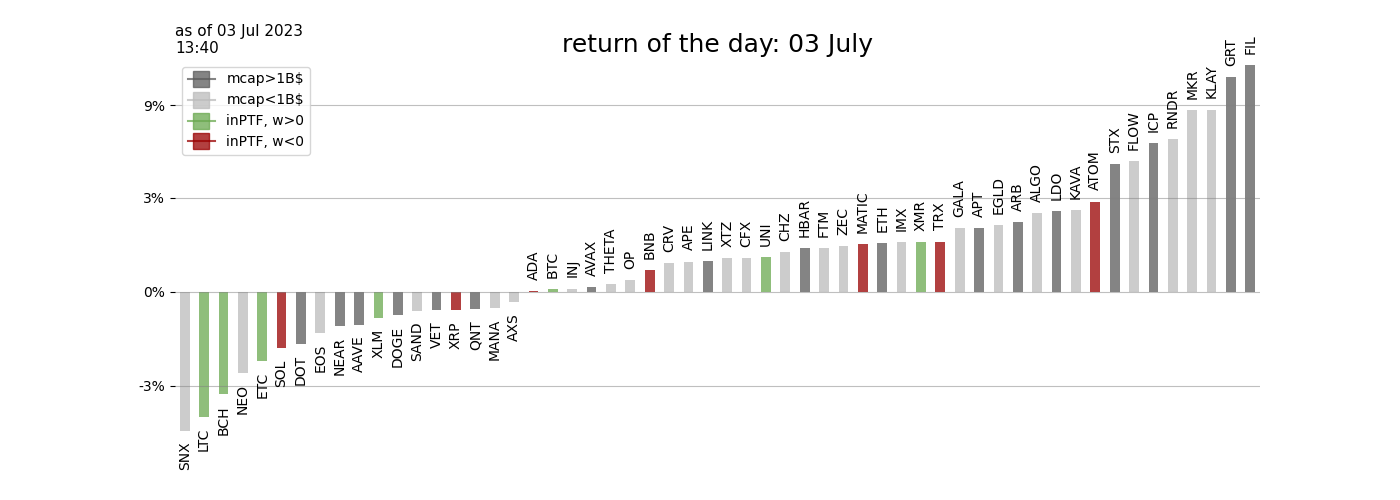 as of 03 Jul 2023
13:40
return of the day: 03 July
mcap>1B$
mcap<1B$
inPTF, w>0
inPTF, w<0
9%
3%
0%
-3%
SNX
LTC
BCH
NEO
ETC
SOL
DOT
EOS
NEAR
AAVE
XLM
DOGE
SAND
VET
XRP
QNT
MANA
AXS
ADA
BTC
INJ
AVAX
THETA
OP
BNB
CRV
APE
LINK
XTZ
CFX
UNI
CHZ
HBAR
FTM
ZEC
MATIC
ETH
IMX
XMR
TRX
GALA
APT
EGLD
ARB
ALGO
LDO
KAVA
ATOM
STX
FLOW
ICP
RNDR
MKR
KLAY
GRT
FIL